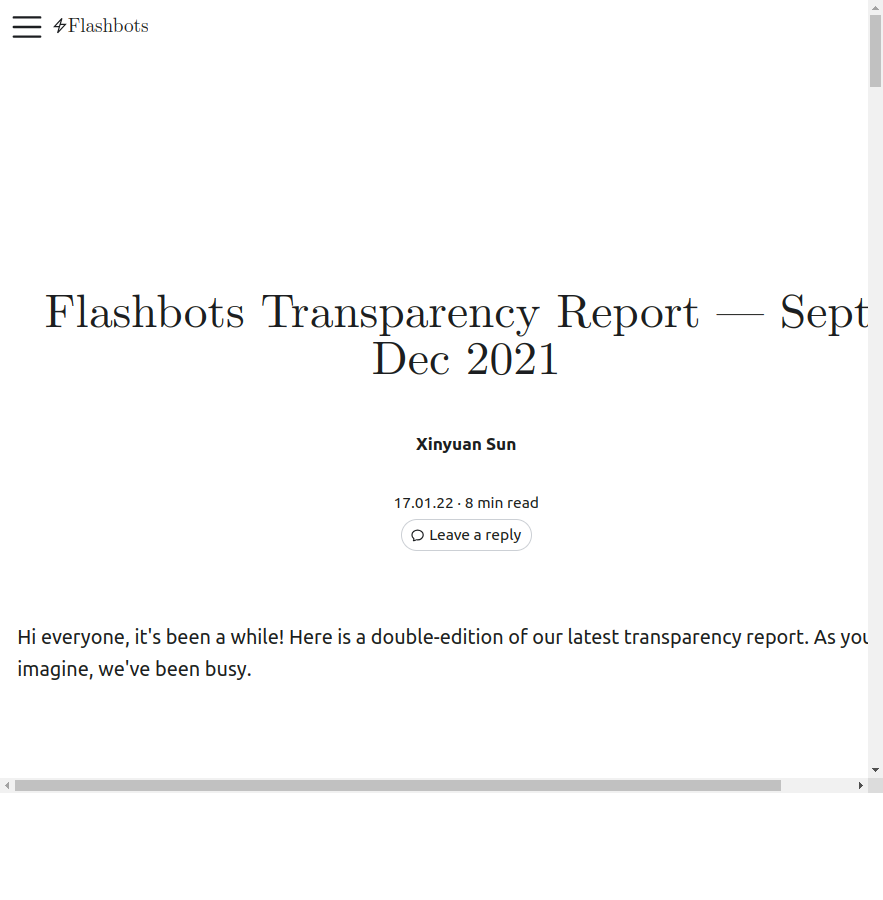 Flashbots
Flashbots Transparency Report — Sept
Dec 2021
Xinyuan Sun
17.01.22 · 8 min read
Leave a reply
Hi everyone, it's been a while! Here is a double-edition of our latest transparency report. As you
imagine, we've been busy.